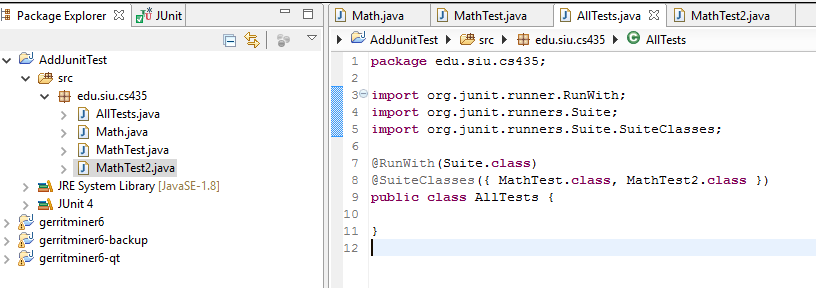 Package Explorer
JUnit
AddJunitTest
src
edu.siu.cs435
AllTests.java
Math.java
MathTest.java
MathTest2.java
JRE System Library [JavaSE-1.8]
JUnit 4
gerritminer6
gerritminer6-backup
gerritminer6-qt
Math.java
MathTest.java
AllTests.java
MathTest2.java
AddJunitTest
src
edu.siu.cs435
AllTests
1 package edu.siu.cs435;
2
3 import org.junit.runner.RunWith;
4 import org.junit.runners.Suite;
5 import org.junit.runners.Suite.SuiteClasses;
6
7 @RunWith(Suite.class)
8 @SuiteClasses({ MathTest.class, MathTest2.class })
9 public class AllTests {
10
11 }
12